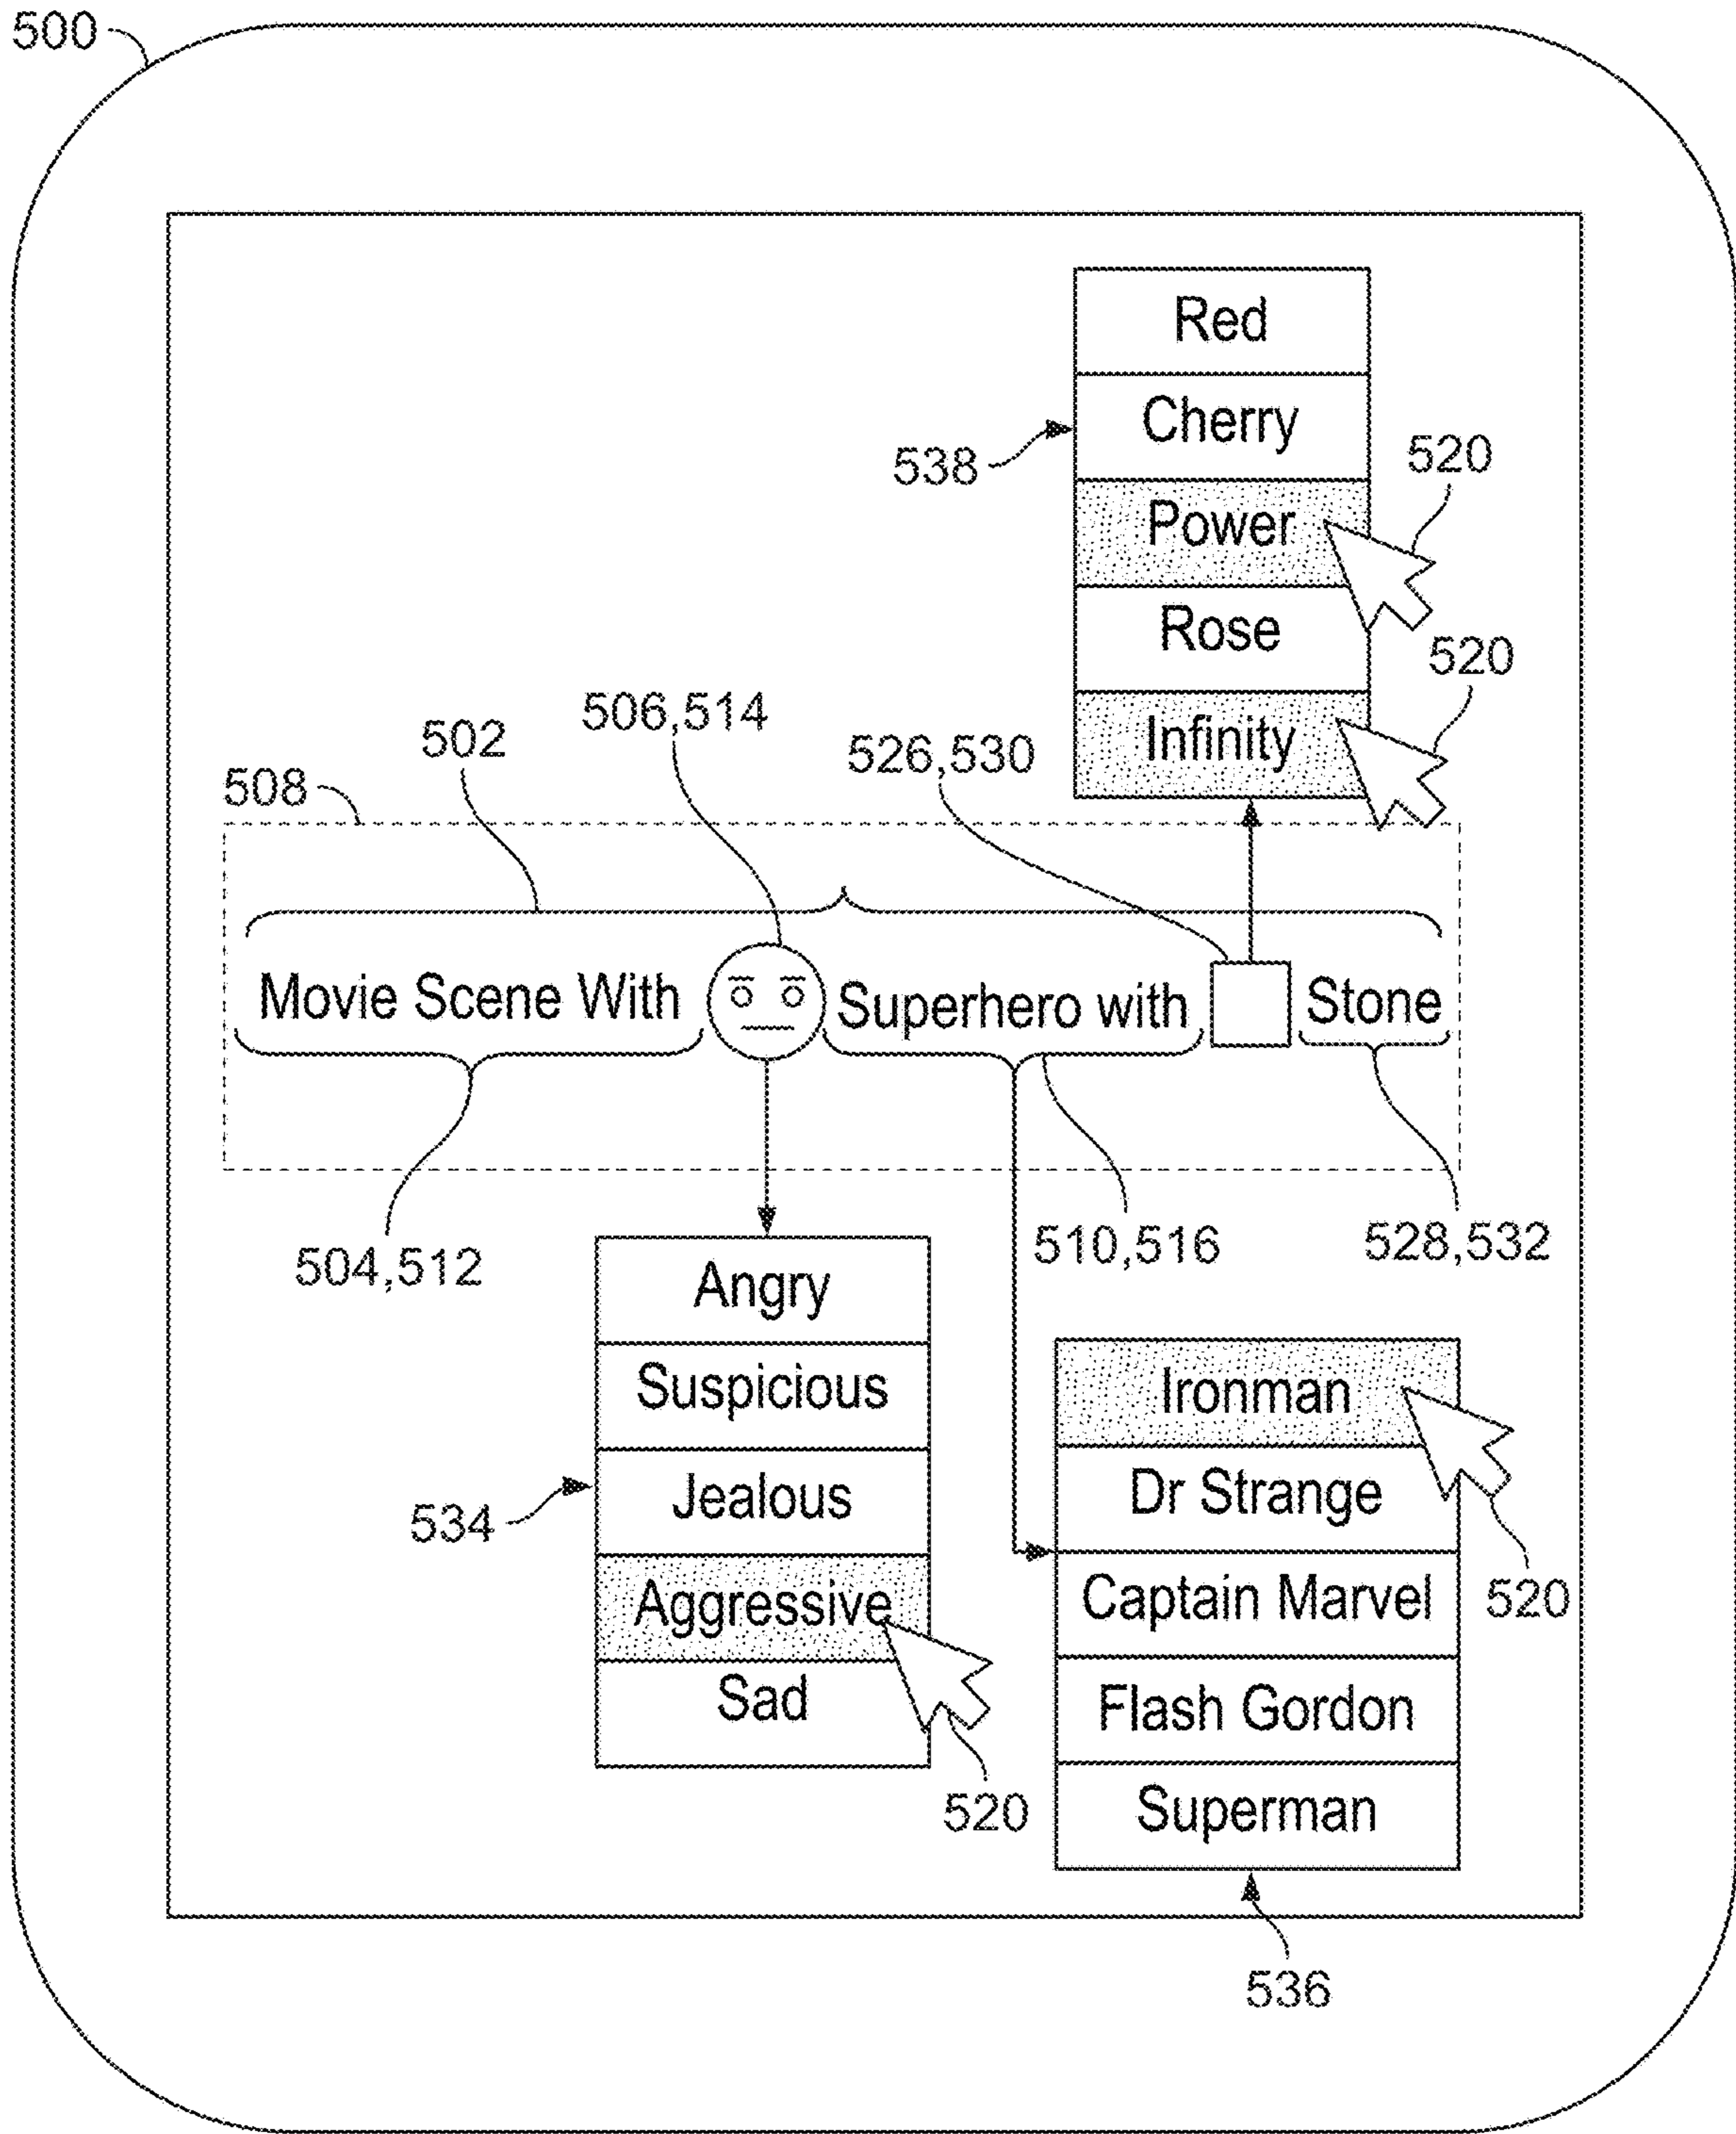 500
Red
Cherry
538
520
Power
Rose
520
Infinity
506,514
502
526,530
508
Movie Scene With
Superhero with
Stone
504,512
510,516
528,532
Angry
Suspicious
534
Jealous
Aggressive
Sad
520
Ironman
Dr Strange
520
Captain Marvel
Flash Gordon
Superman
536